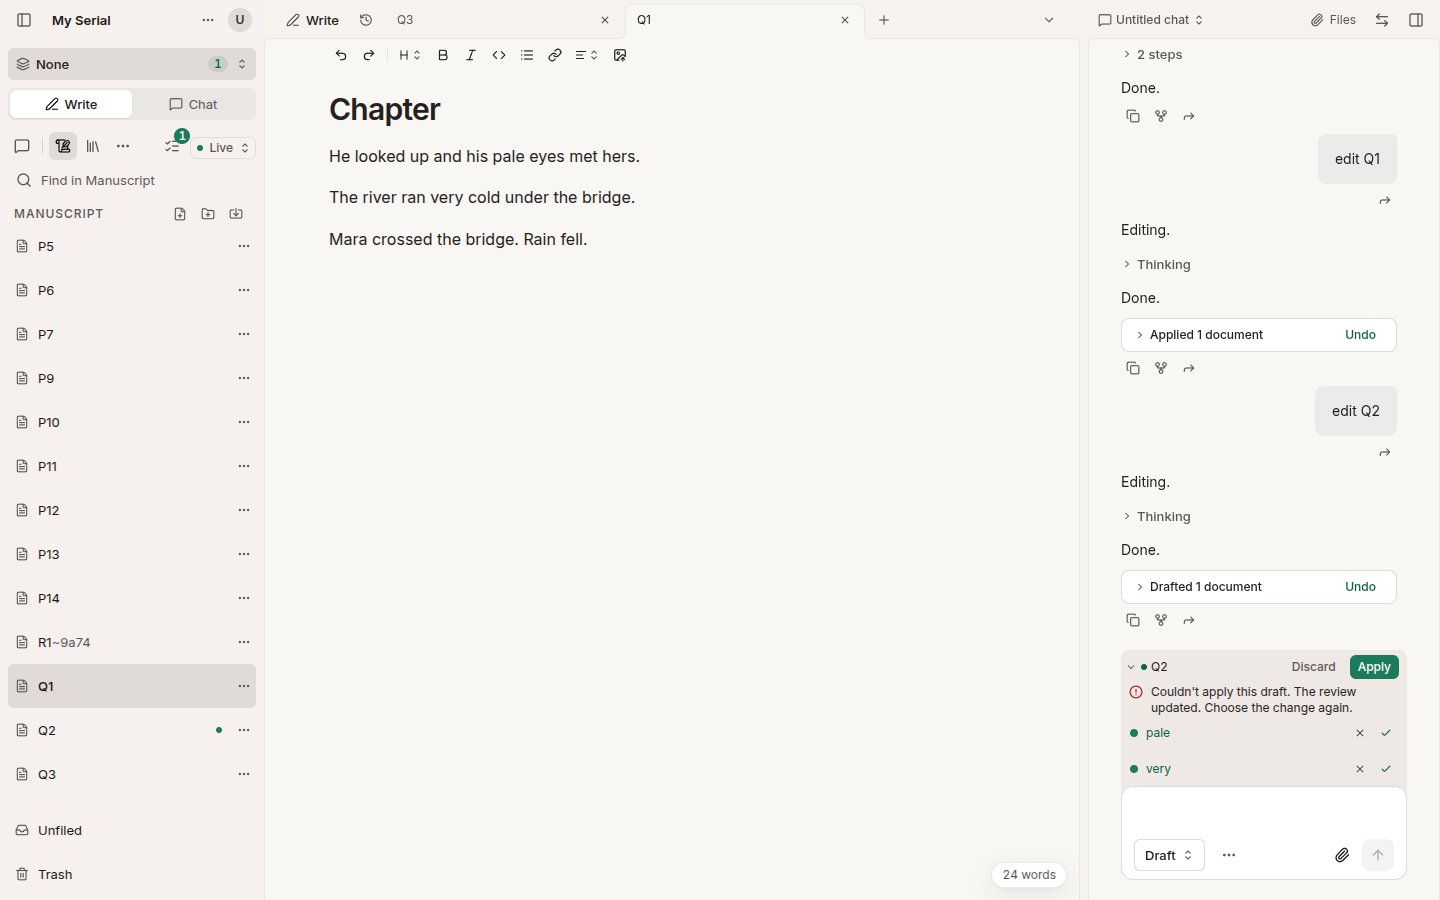 My Serial
U
None
1
Write
Chat
1
Live
Find in Manuscript
MANUSCRIPT
P5
P6
P7
P9
P10
P11
P12
P13
P14
R1~9a74
Q1
Q2
Q3
Unfiled
Trash
Write
Q3
Q1
H
B
Chapter
He looked up and his pale eyes met hers.
The river ran very cold under the bridge.
Mara crossed the bridge. Rain fell.
24 words
Untitled chat
Files
2 steps
Done.
edit Q1
Editing.
Thinking
Done.
Applied 1 document
Undo
edit Q2
Editing.
Thinking
Done.
Drafted 1 document
Undo
Q2
Discard
Apply
Couldn't apply this draft. The review
updated. Choose the change again.
pale
very
Draft